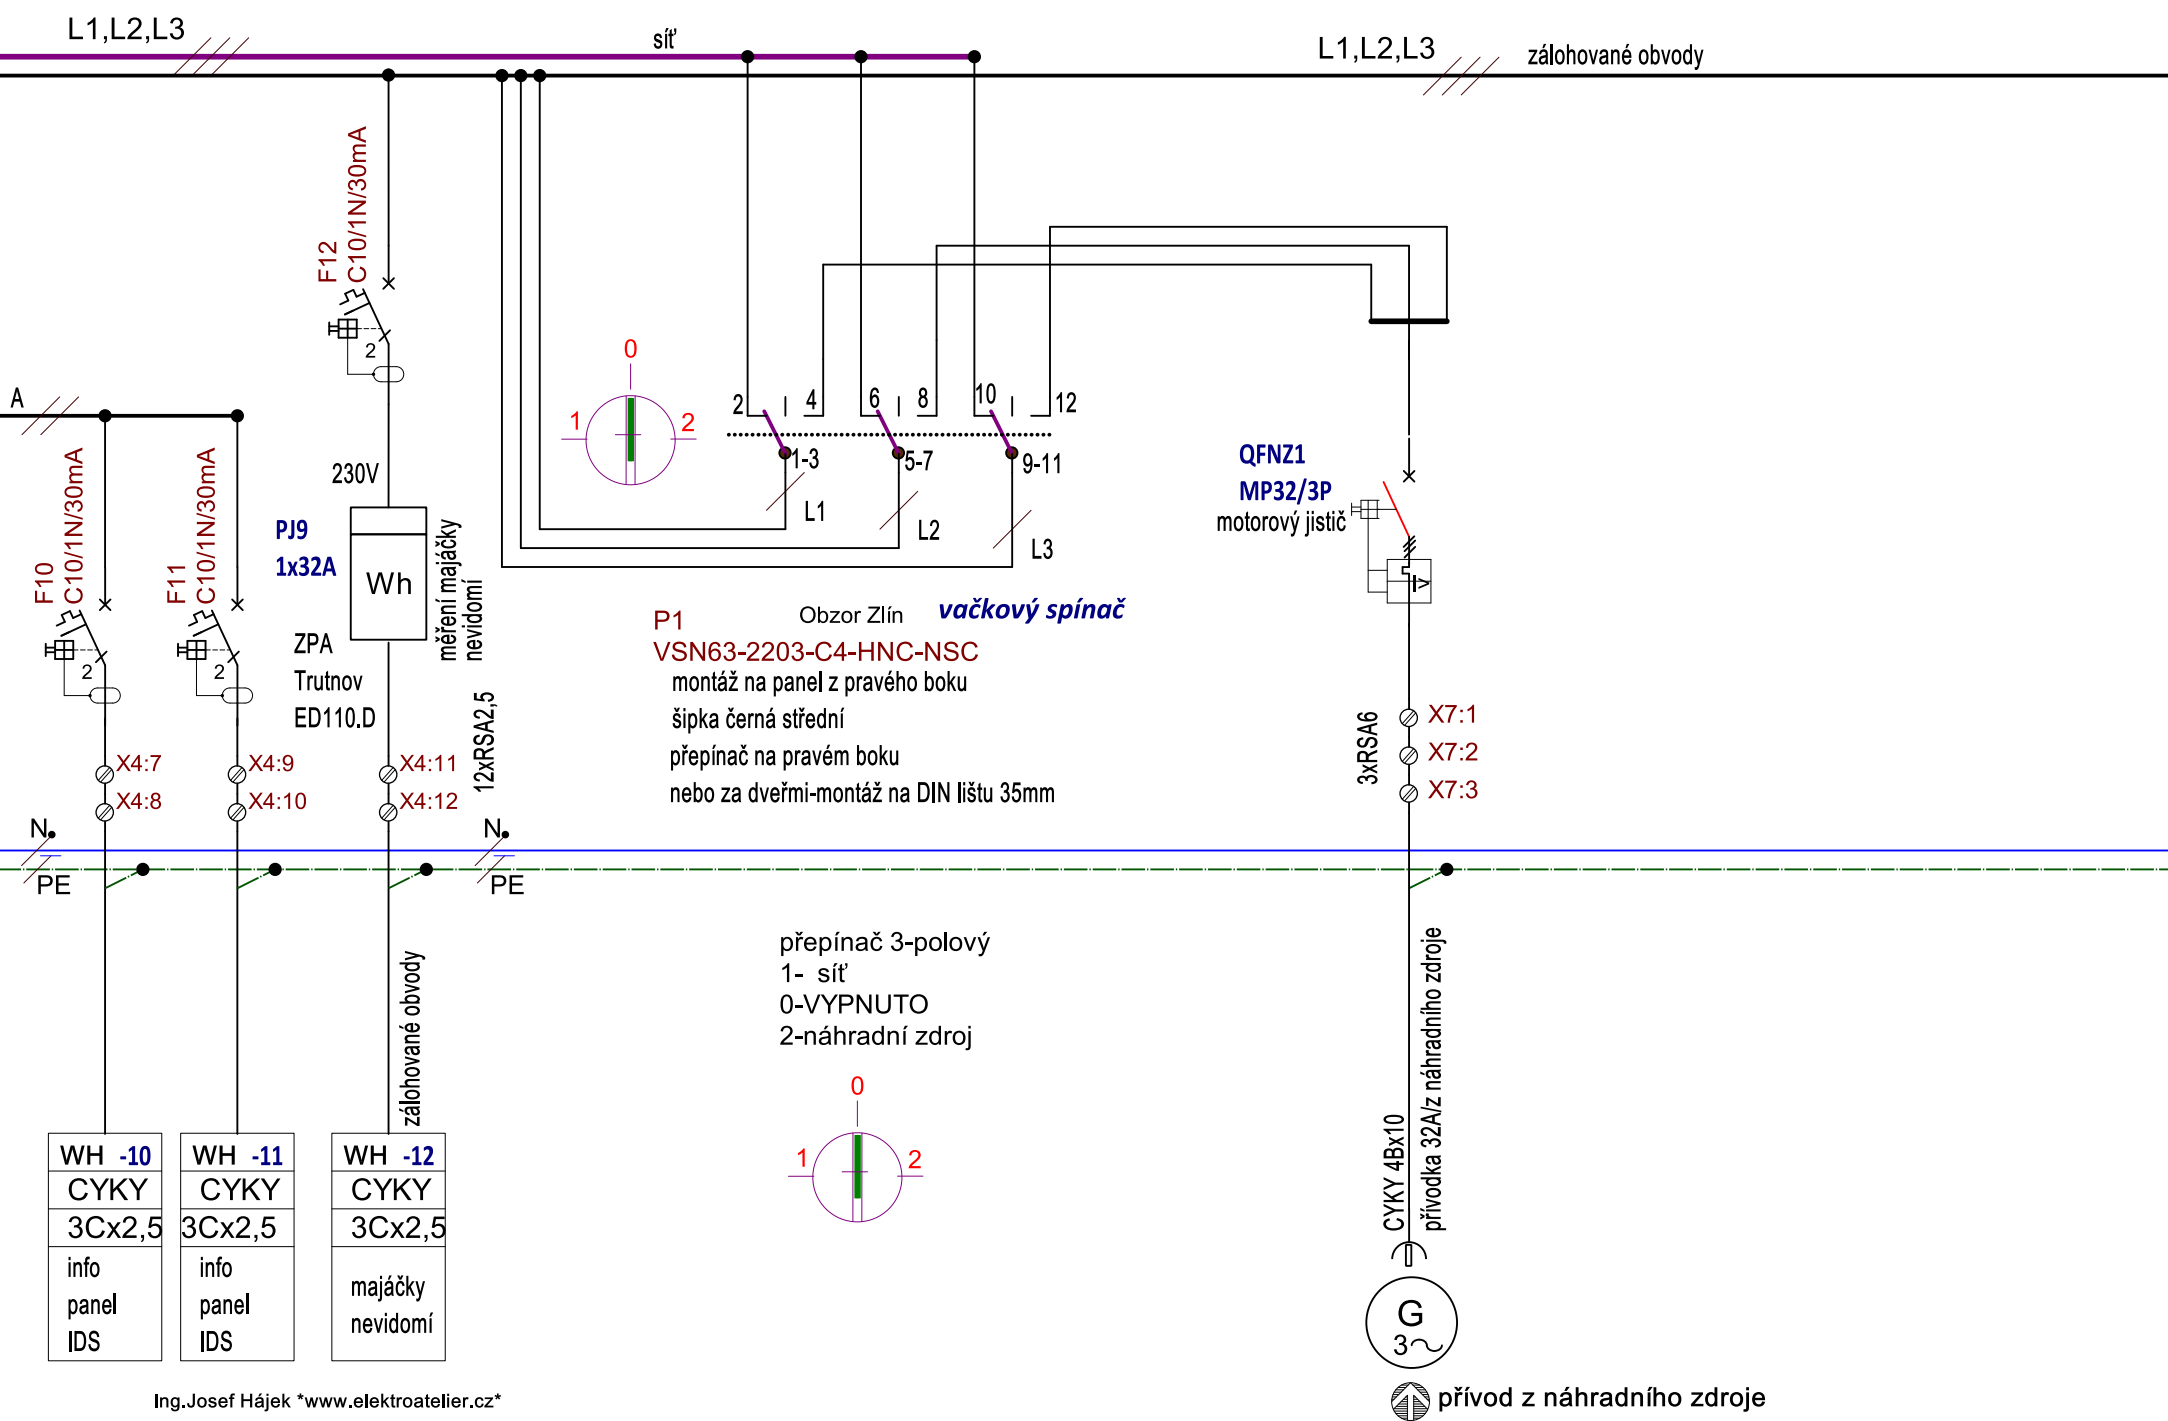 L1,L2,L3
síť
L1,L2,L3
zálohované obvody
F12
C10/1N/30mA
0
1
2
2
A
2
4
6
8
10
12
1-3
5-7
9-11
L1
L2
L3
230V
PJ9
1x32A
Wh
měření majáčky
nevidomí
ZPA
Trutnov
ED110.D
F10
C10/1N/30mA
2
F11
C10/1N/30mA
2
QFNZ1
MP32/3P
motorový jistič
I>
P1
Obzor Zlín
vačkový spínač
VSN63-2203-C4-HNC-NSC
montáž na panel z pravého boku
šipka černá střední
přepínač na pravém boku
nebo za dveřmi-montáž na DIN lištu 35mm
12xRSA2,5
X4:7
X4:8
X4:9
X4:10
X4:11
X4:12
3xRSA6
X7:1
X7:2
X7:3
N
PE
N
PE
přepínač 3-polový
1- síť
0-VYPNUTO
2-náhradní zdroj
0
1
2
zálohované obvody
CYKY 4Bx10
přívodka 32A/z náhradního zdroje
WH -10
CYKY
3Cx2,5
info
panel
IDS
WH -11
CYKY
3Cx2,5
info
panel
IDS
WH -12
CYKY
3Cx2,5
majáčky
nevidomí
G
3~
přívod z náhradního zdroje
Ing.Josef Hájek *www.elektroatelier.cz*